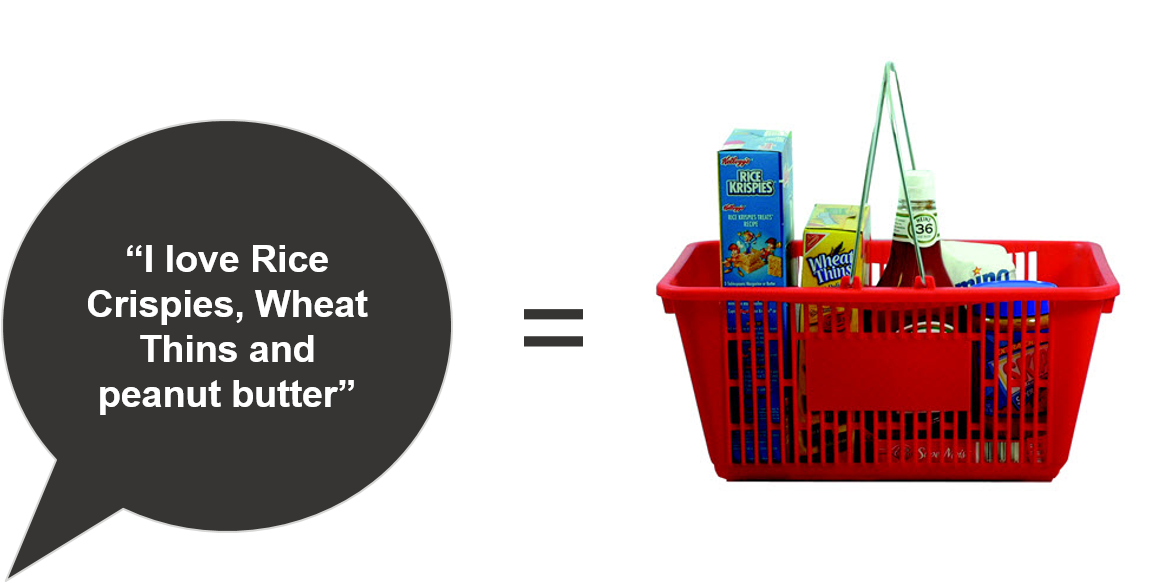 “I love Rice
Crispies, Wheat
Thins and
peanut butter”
=
Kellogg's
RICE
KRISPIES
Kellogg's
RICE KRISPIES TREATS
RECIPE
Wheat
Thins
HEINZ
36